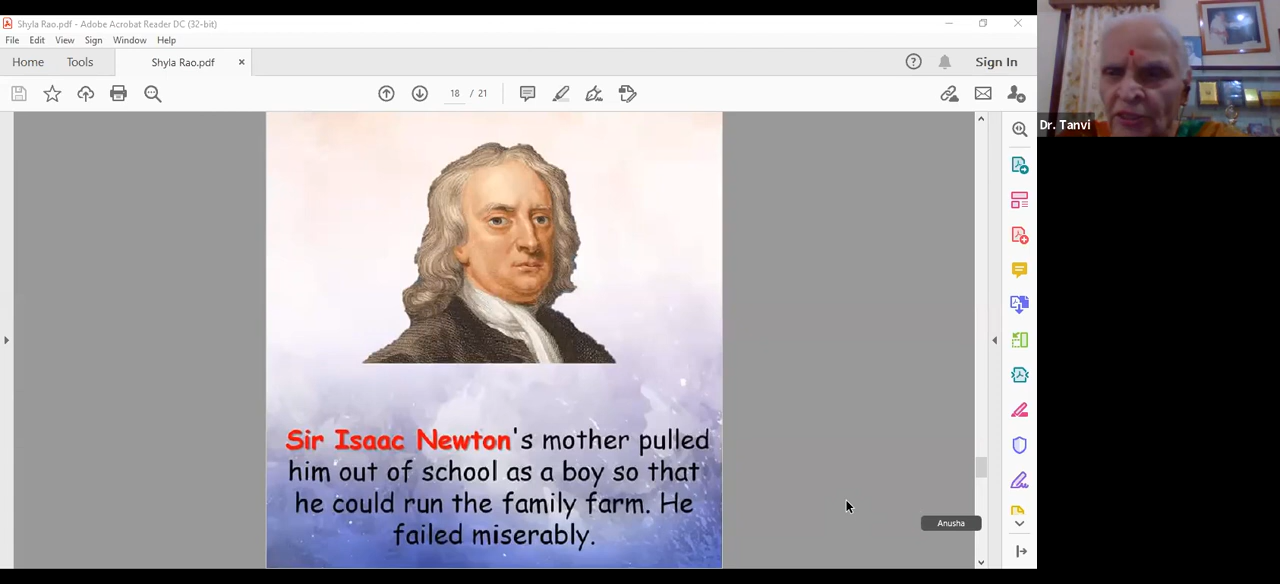 Shyla Rao.pdf - Adobe Acrobat Reader DC (32-bit)
File Edit View Sign Window Help
Home Tools Shyla Rao.pdf × Sign In
18 / 21
Dr. Tanvi
Sir Isaac Newton's mother pulled
him out of school as a boy so that
he could run the family farm. He
failed miserably.
Anusha